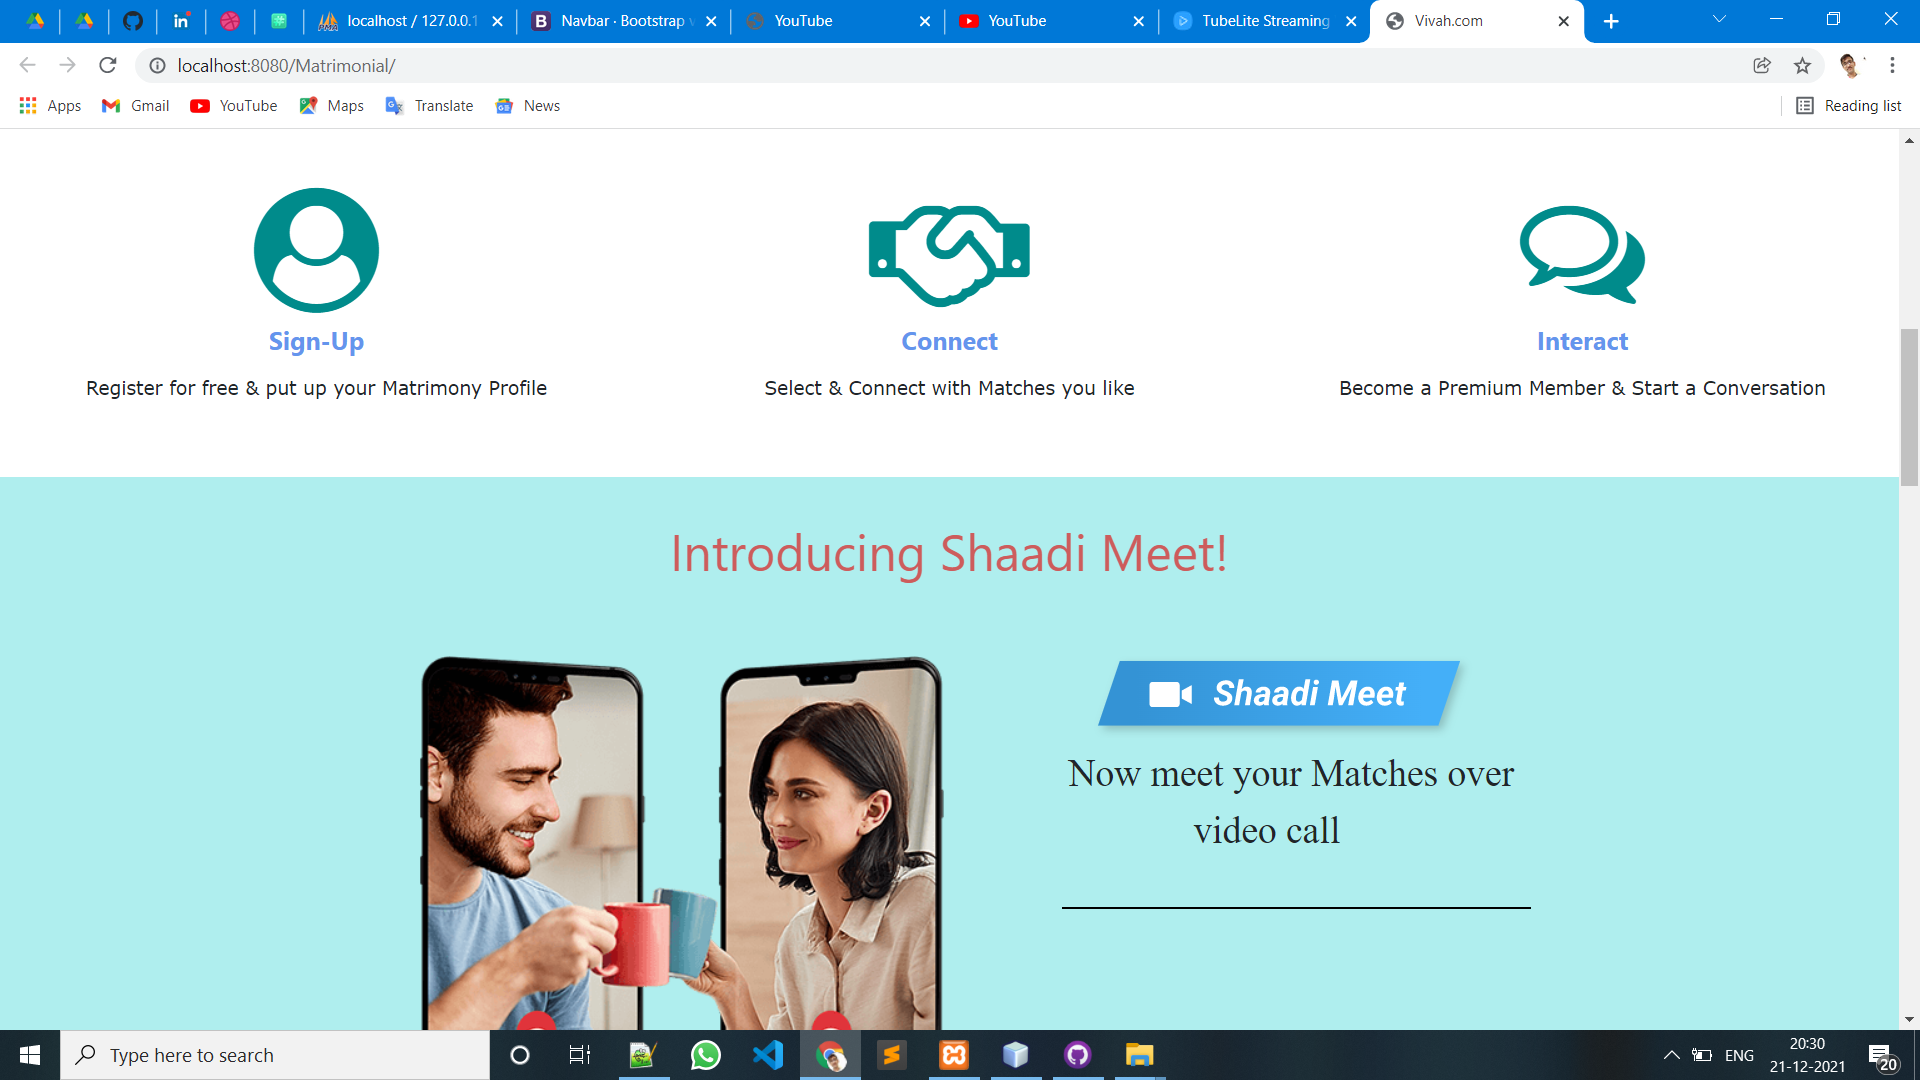 localhost / 127.0.0.1
Navbar · Bootstrap v
YouTube
YouTube
TubeLite Streaming
Vivah.com
localhost:8080/Matrimonial/
Apps
Gmail
YouTube
Maps
Translate
News
Reading list
Sign-Up
Connect
Interact
Register for free & put up your Matrimony Profile
Select & Connect with Matches you like
Become a Premium Member & Start a Conversation
Introducing Shaadi Meet!
Shaadi Meet
Now meet your Matches over
video call
Type here to search
ENG
20:30
21-12-2021
20